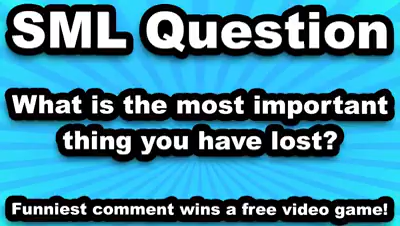 SML Question
What is the most important
thing you have lost?
Funniest comment wins a free video game!